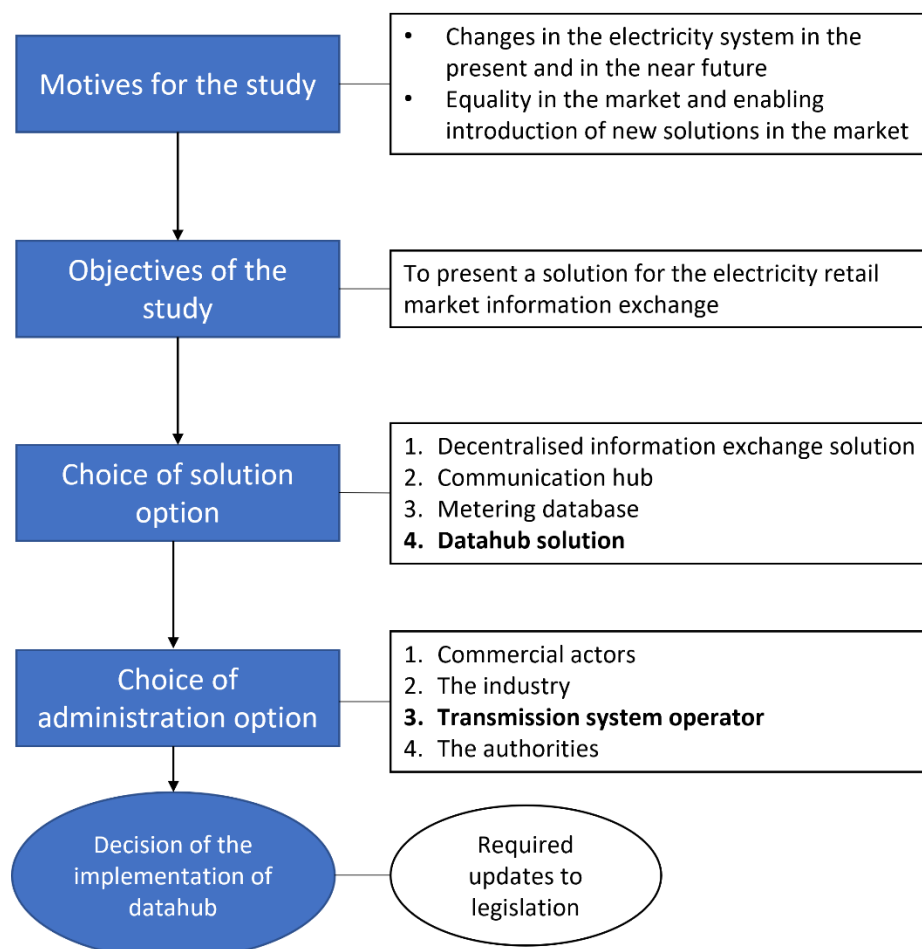 Motives for the study
• Changes in the electricity system in the
present and in the near future
• Equality in the market and enabling
introduction of new solutions in the market
Objectives of the
study
To present a solution for the electricity retail
market information exchange
Choice of solution
option
1. Decentralised information exchange solution
2. Communication hub
3. Metering database
4. Datahub solution
Choice of
administration option
1. Commercial actors
2. The industry
3. Transmission system operator
4. The authorities
Decision of the
implementation of
datahub
Required
updates to
legislation